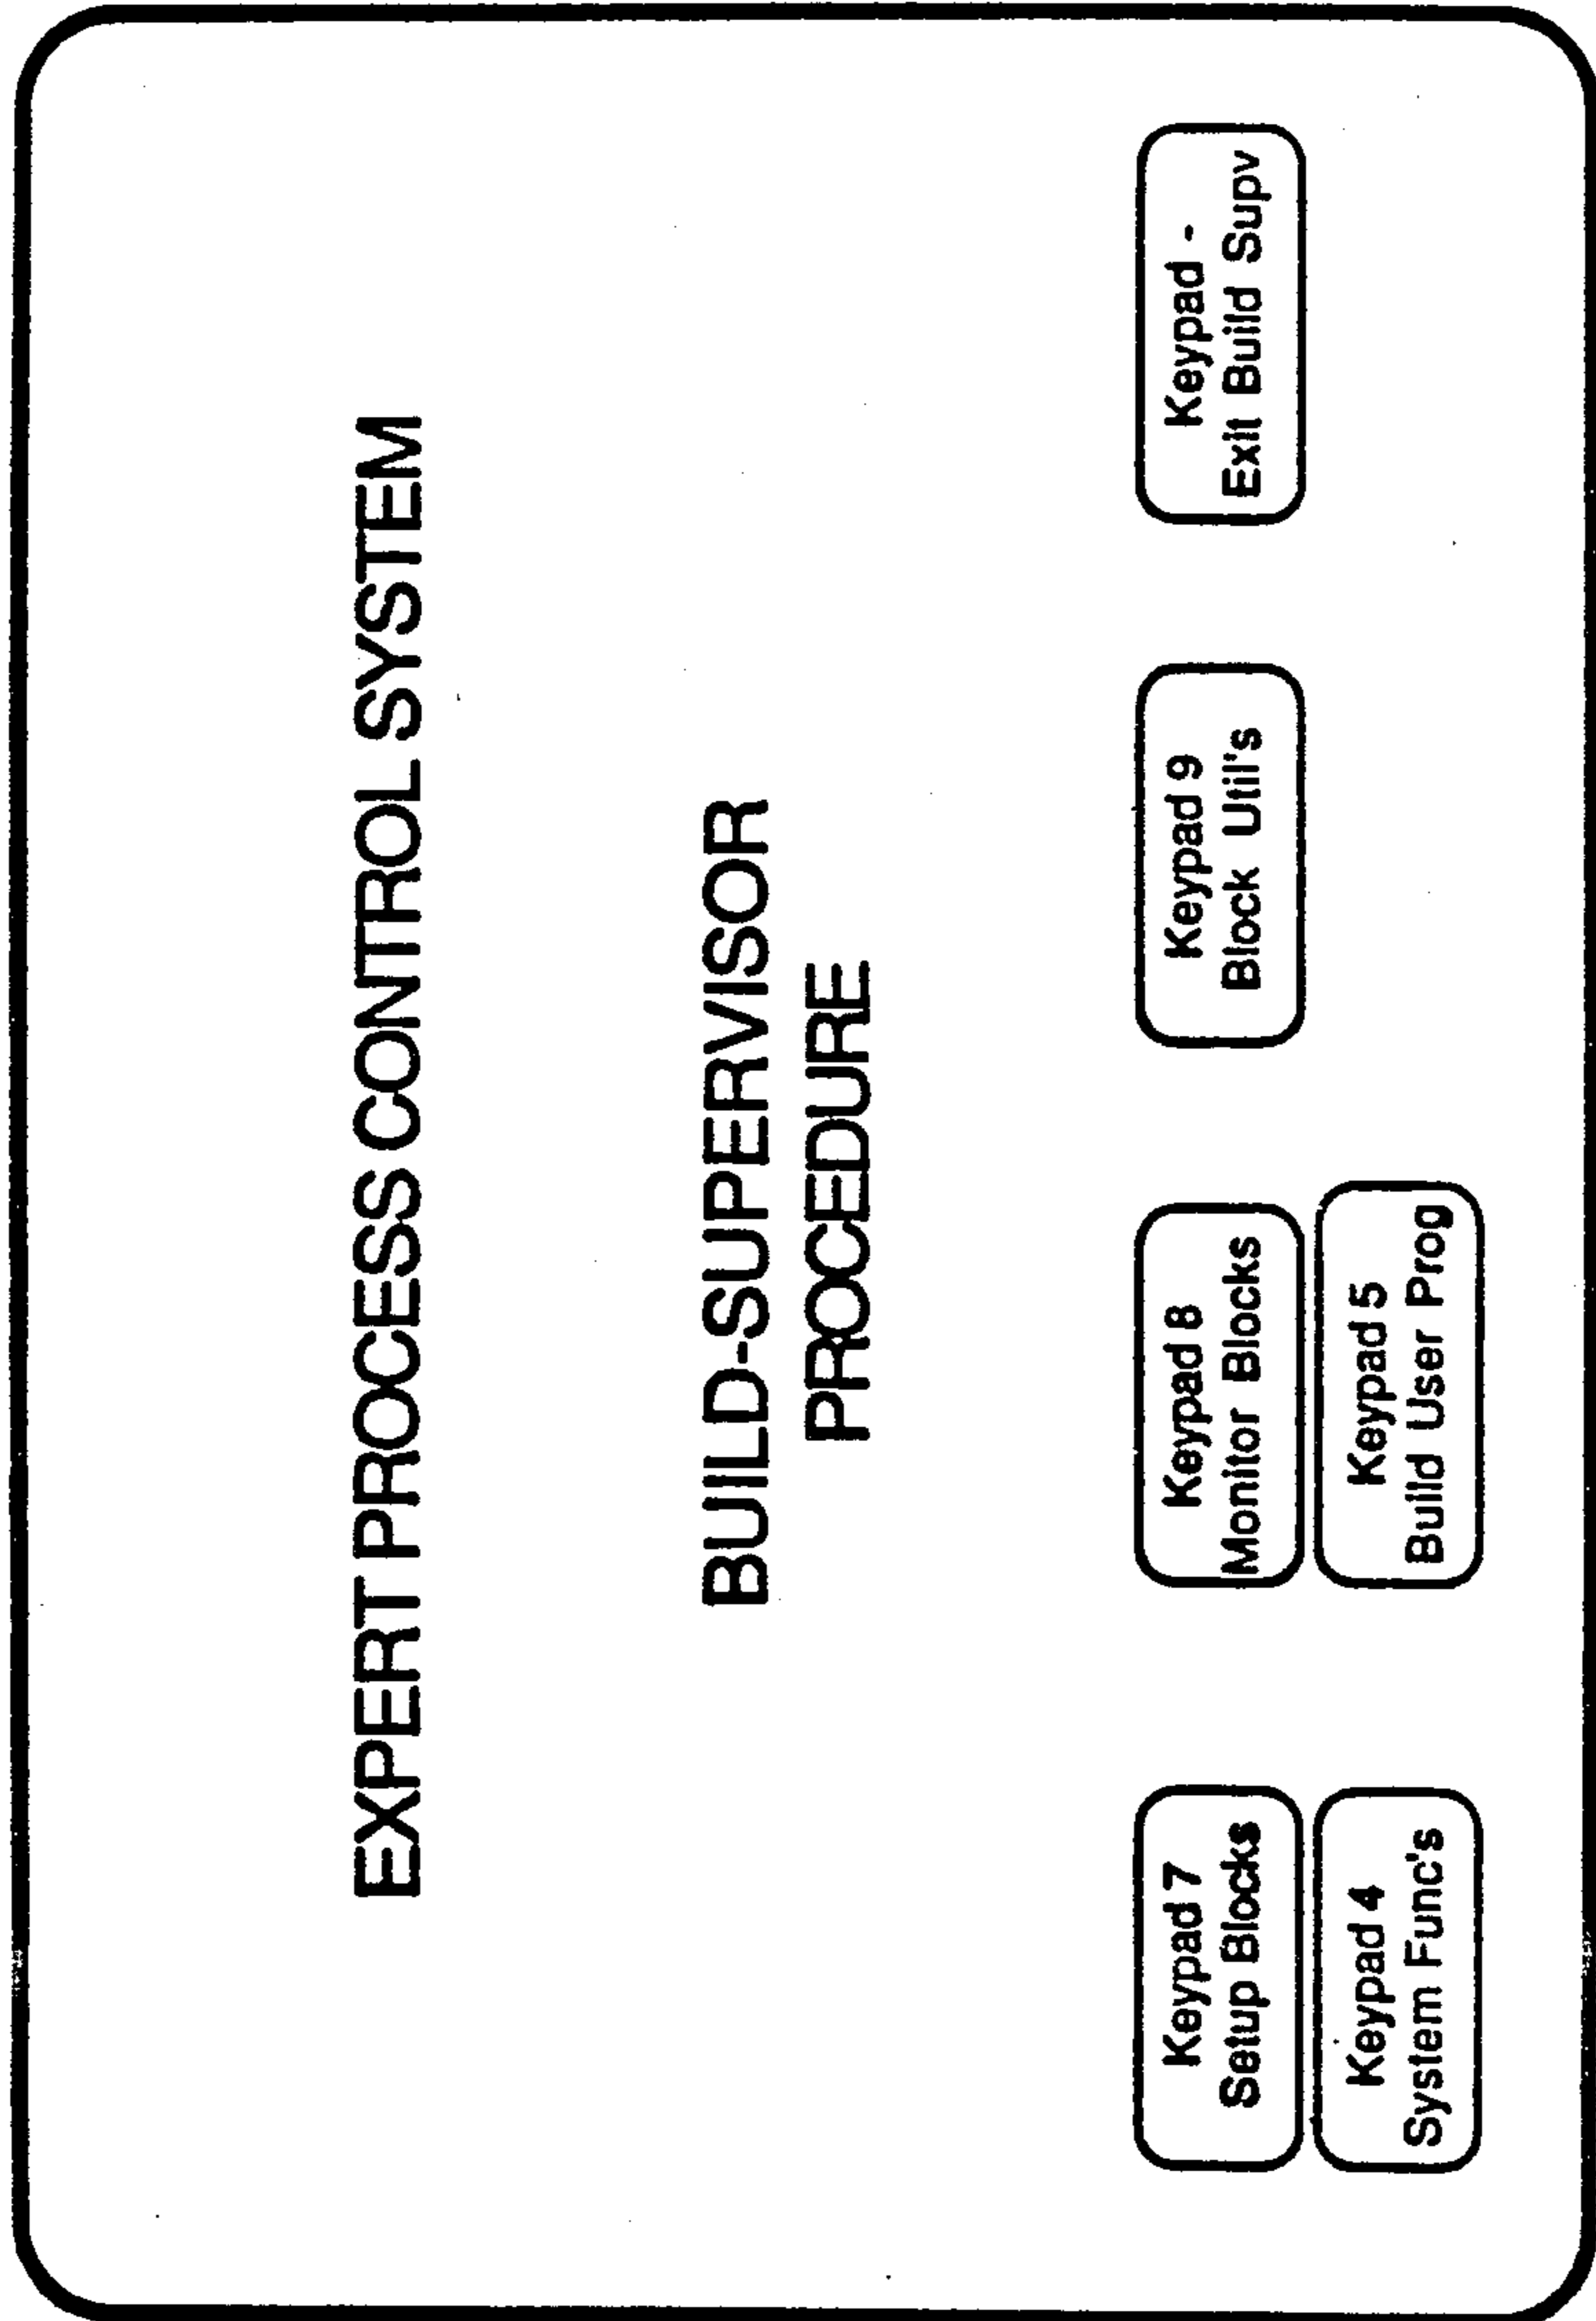 EXPERT PROCESS CONTROL SYSTEM
BUILD-SUPERVISOR
PROCEDURE
Keypad 7
Setup Blocks
Keypad 8
Monitor Blocks
Keypad 9
Block Util's
Keypad -
Exit Build Supv
Keypad 4
System Func's
Keypad 5
Build User Prog